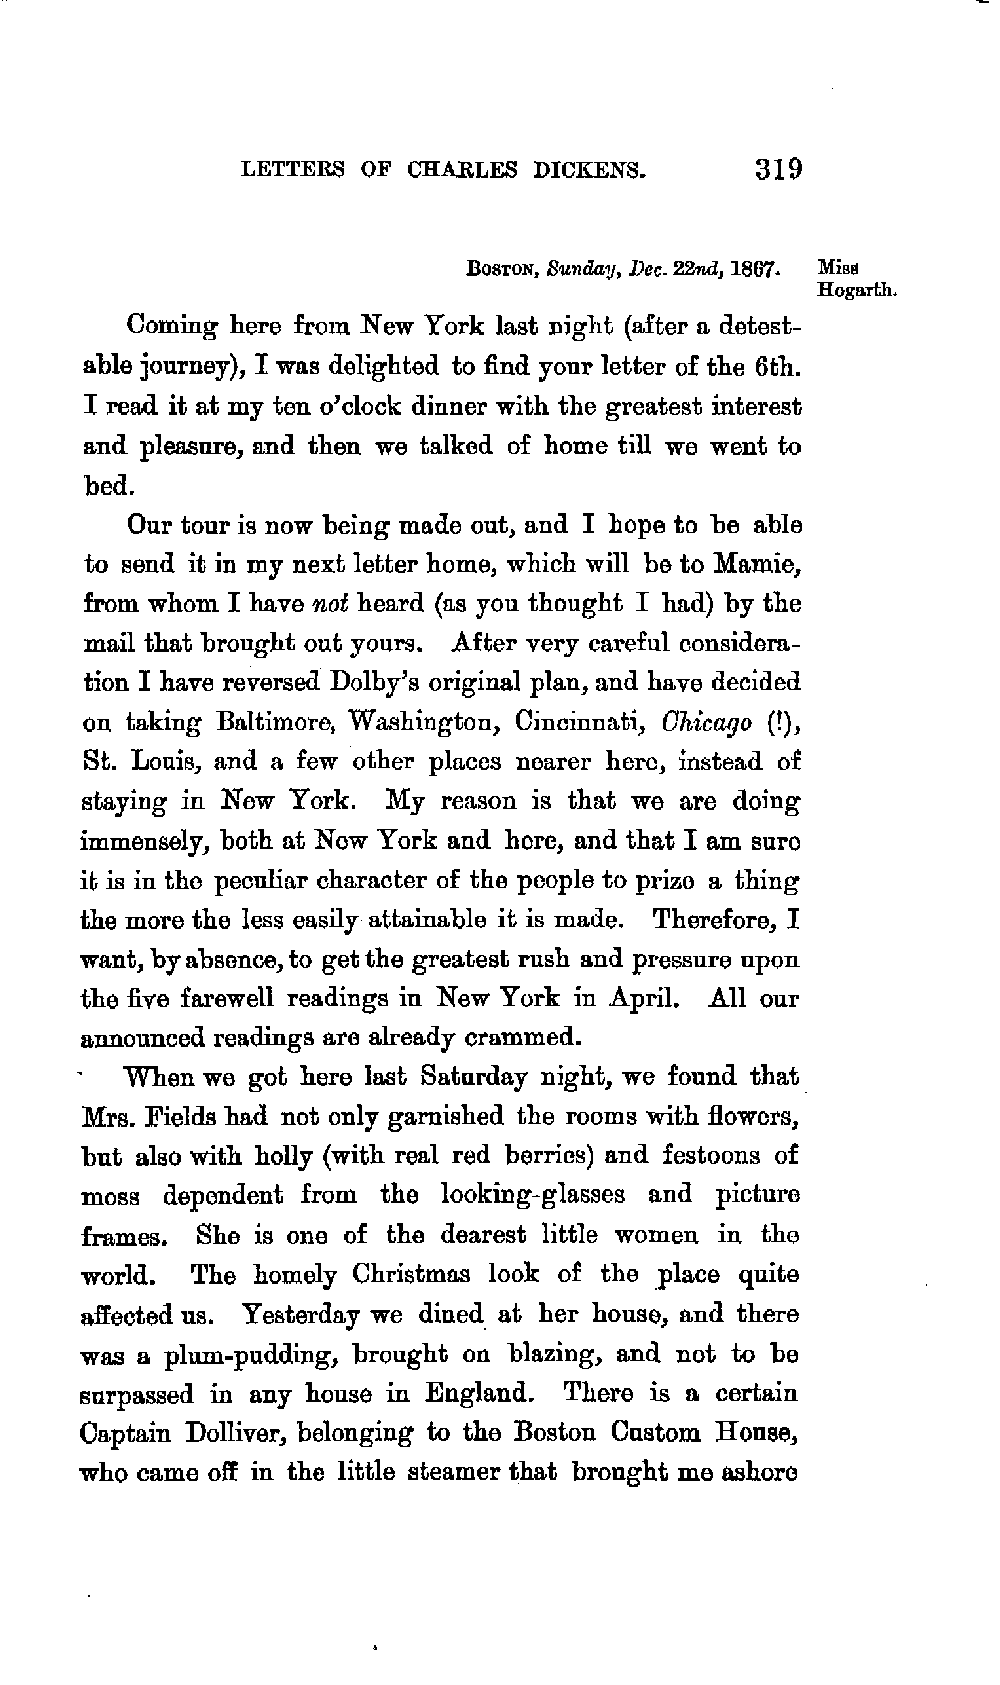 LETTERS OF CHARLES DICKENS. 319
BOSTON, Sunday, Dec. 22nd, 1867. Miss
Hogarth.
Coming here from New York last night (after a detest-
able journey), I was delighted to find your letter of the 6th.
I read it at my ten o'clock dinner with the greatest interest
and pleasure, and then we talked of home till we went to
bed.
Our tour is now being made out, and I hope to be able
to send it in my next letter home, which will be to Mamie,
from whom I have not heard (as you thought I had) by the
mail that brought out yours. After very careful considera-
tion I have reversed Dolby's original plan, and have decided
on taking Baltimore, Washington, Cincinnati, Chicago (!),
St. Louis, and a few other places nearer here, instead of
staying in New York. My reason is that we are doing
immensely, both at New York and here, and that I am sure
it is in the peculiar character of the people to prize a thing
the more the less easily attainable it is made. Therefore, I
want, by absence, to get the greatest rush and pressure upon
the five farewell readings in New York in April. All our
announced readings are already crammed.
When we got here last Saturday night, we found that
Mrs. Fields had not only garnished the rooms with flowers,
but also with holly (with real red berries) and festoons of
moss dependent from the looking-glasses and picture
frames. She is one of the dearest little women in the
world. The homely Christmas look of the place quite
affected us. Yesterday we dined at her house, and there
was a plum-pudding, brought on blazing, and not to be
surpassed in any house in England. There is a certain
Captain Dolliver, belonging to the Boston Custom House,
who came off in the little steamer that brought me ashore